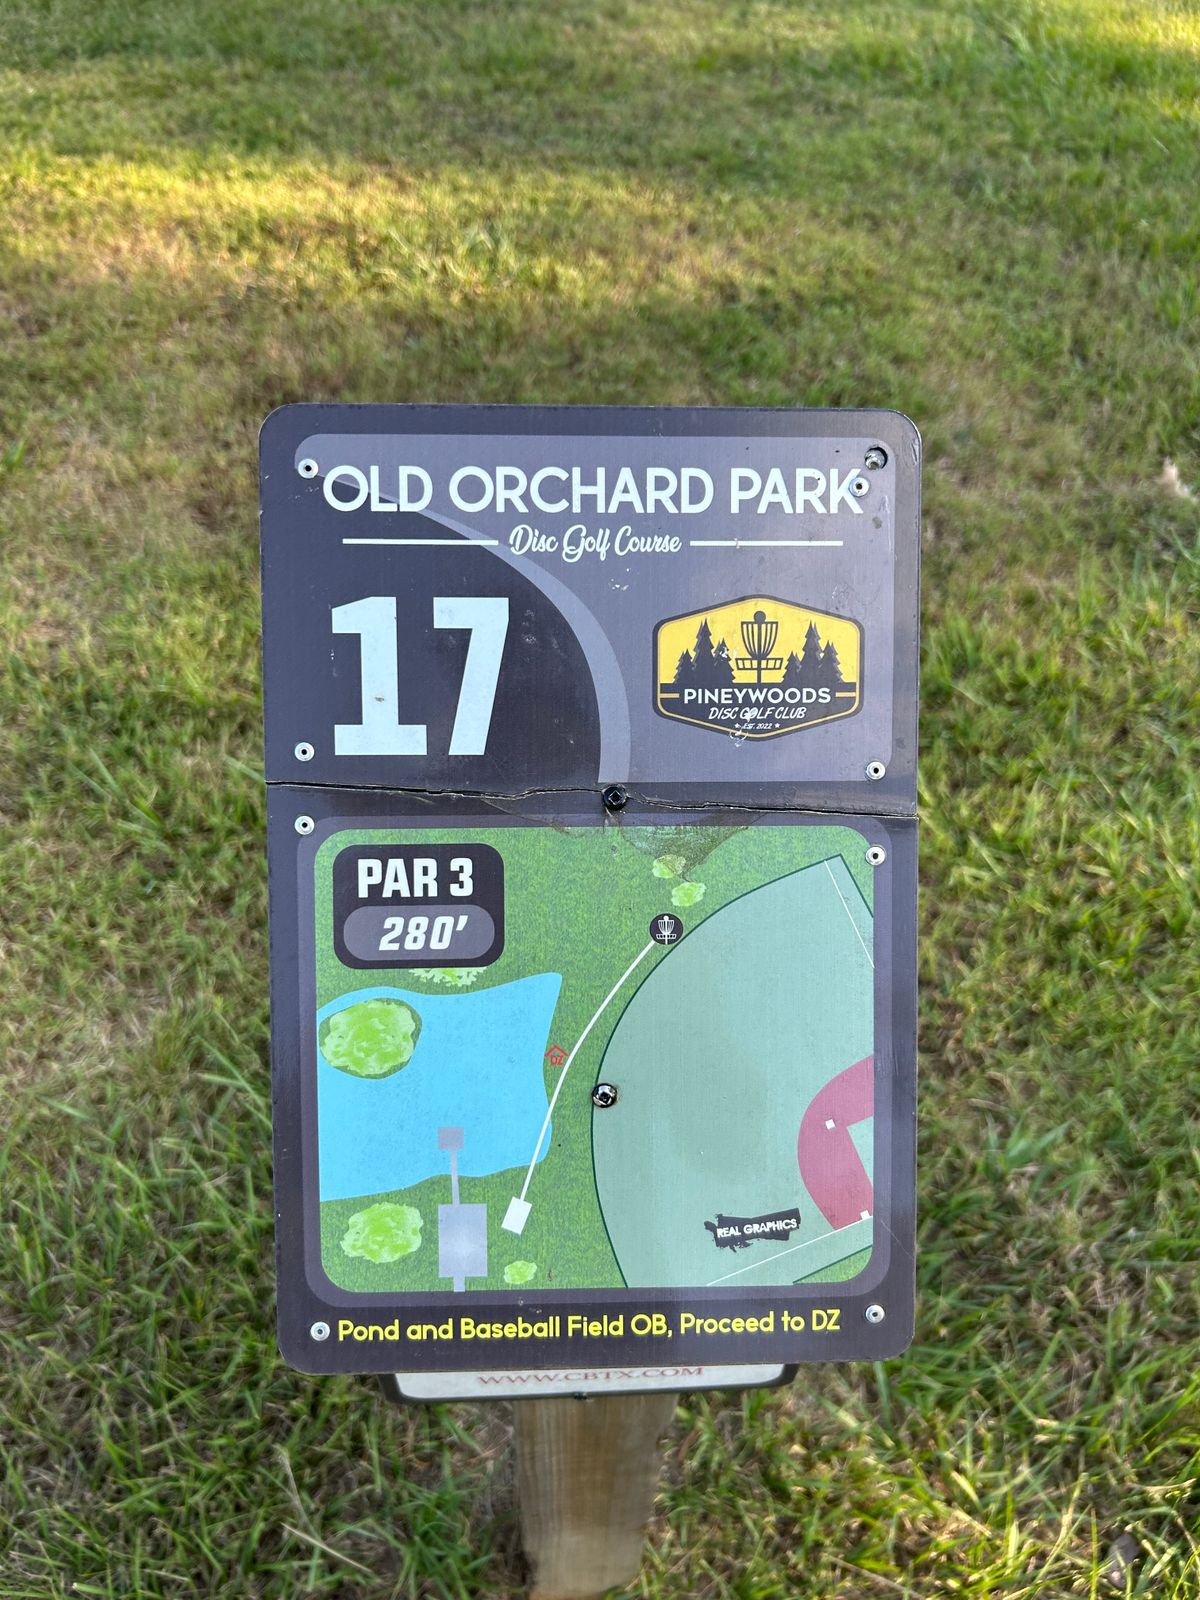 OLD ORCHARD PARK
Disc Golf Course
17
PINEYWOODS
DISC GOLF CLUB
EST. 2022
PAR 3
280'
DZ
REAL GRAPHICS
Pond and Baseball Field OB, Proceed to DZ
WWW.CBTX.COM